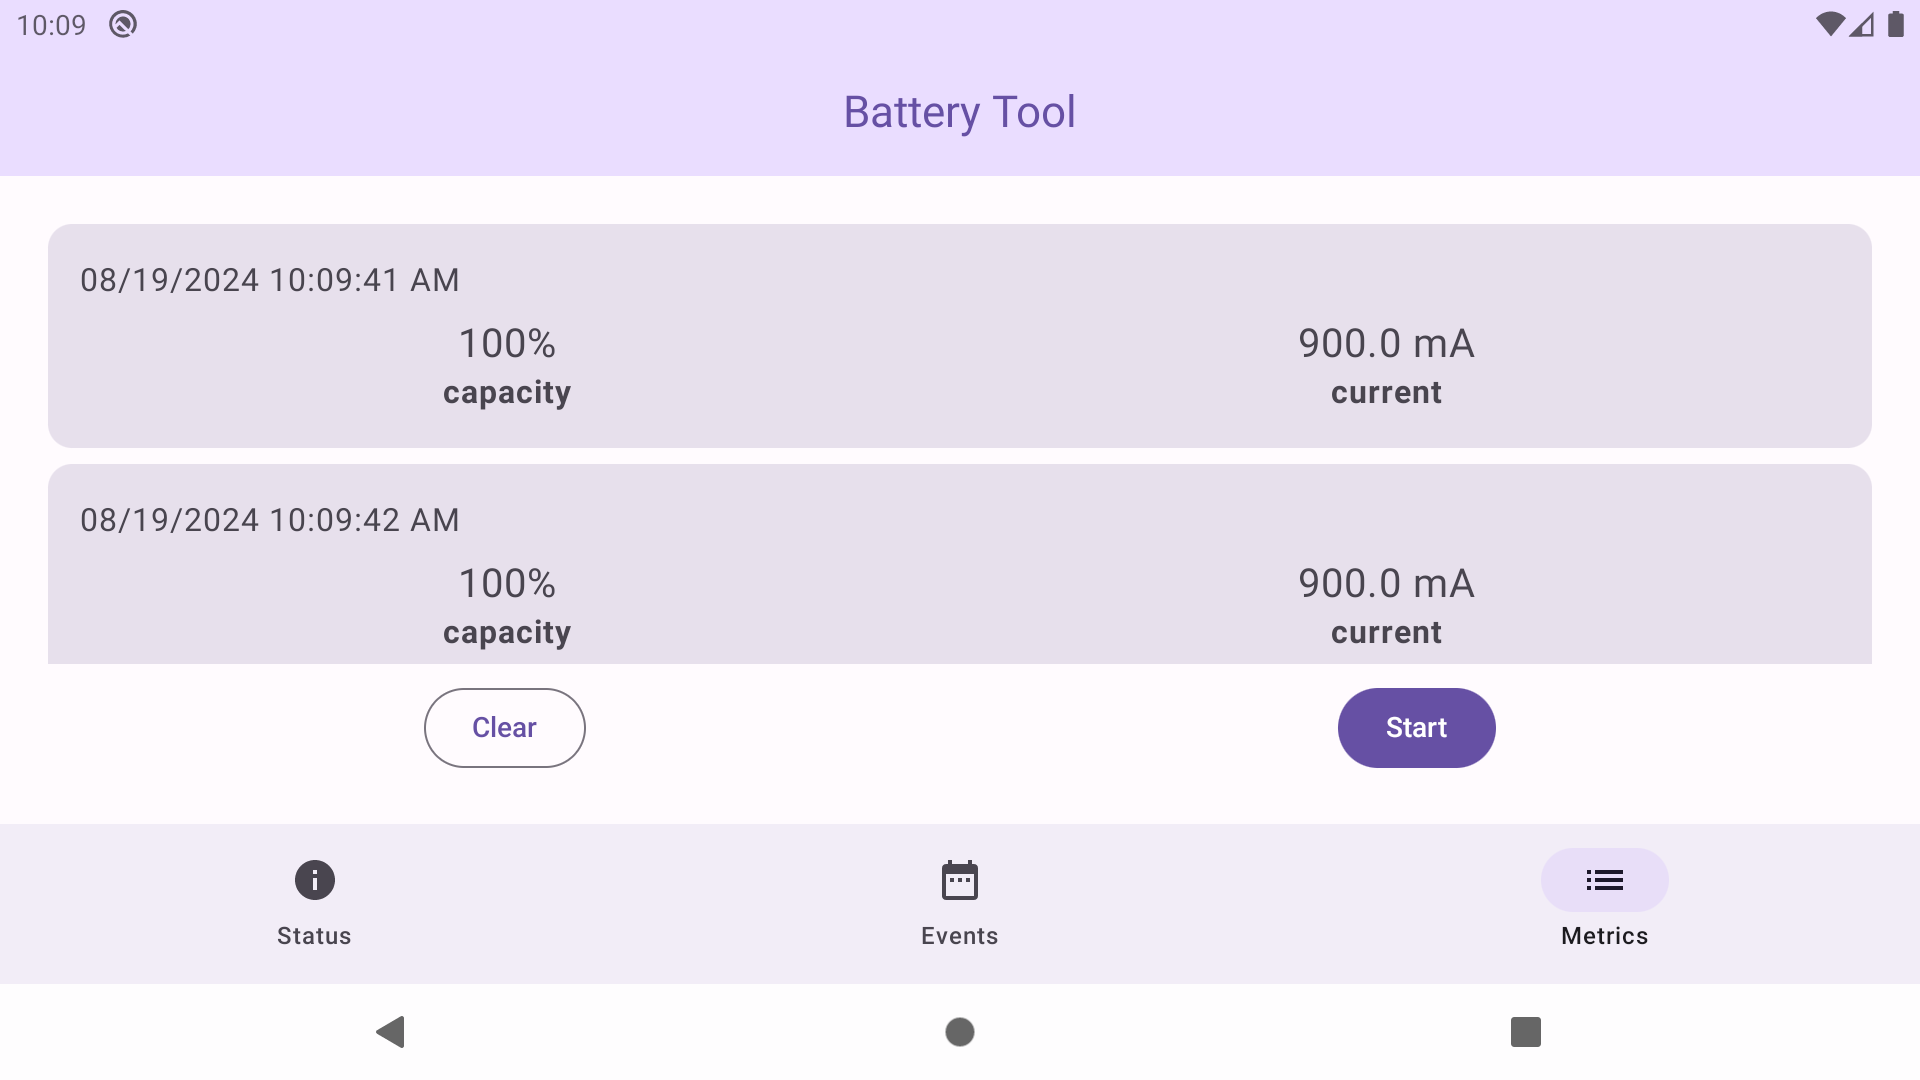 10:09
Battery Tool
08/19/2024 10:09:41 AM
100% 900.0 mA
capacity current
08/19/2024 10:09:42 AM
100% 900.0 mA
capacity current
Clear Start
Status Events Metrics